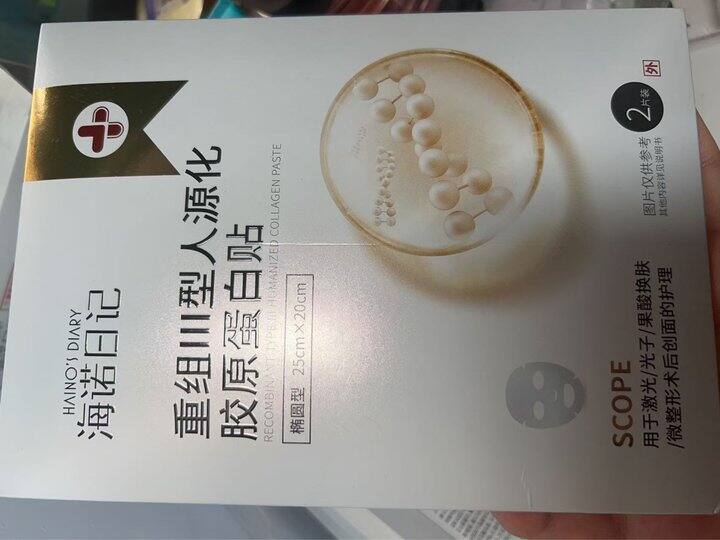 海诺日记
HAINO'S DIARY
重组III型人源化
胶原蛋白贴
RECOMBINANT TYPE III HUMANIZED COLLAGEN PASTE
椭圆型 25cm×20cm
外
2片装
图片仅供参考
其他内容详见说明书
SCOPE
用于激光/光子/果酸换肤
/微整形术后创面的护理